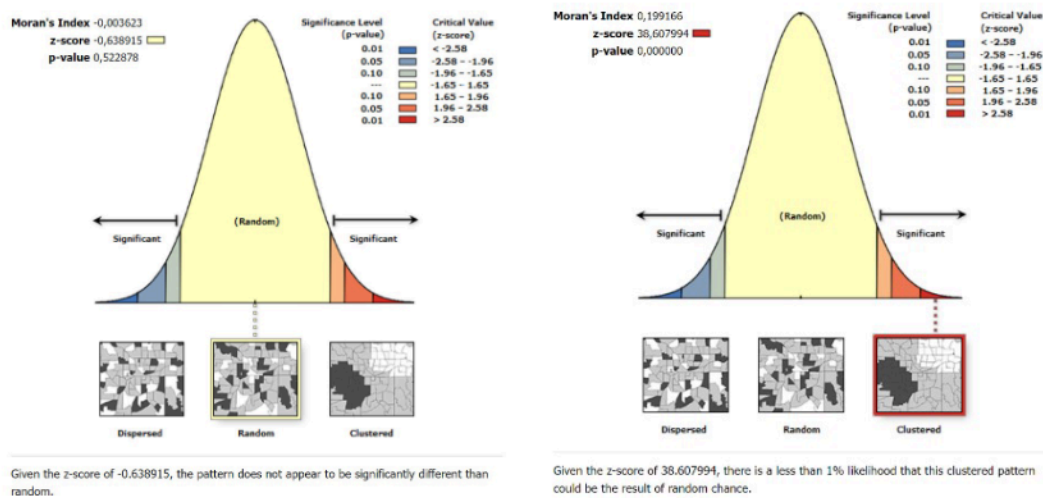 Moran's Index -0,003623
z-score -0,638915
p-value 0,522878
Significance Level
(p-value)
Critical Value
(z-score)
0.01 < -2.58
0.05 -2.58 – -1.96
0.10 -1.96 – -1.65
--- -1.65 – 1.65
0.10 1.65 – 1.96
0.05 1.96 – 2.58
0.01 > 2.58
(Random)
Significant
Significant
Dispersed
Random
Clustered
Given the z-score of -0.638915, the pattern does not appear to be significantly different than
random.
Moran's Index 0,199166
z-score 38,607994
p-value 0,000000
Significance Level
(p-value)
Critical Value
(z-score)
0.01 < -2.58
0.05 -2.58 – -1.96
0.10 -1.96 – -1.65
--- -1.65 – 1.65
0.10 1.65 – 1.96
0.05 1.96 – 2.58
0.01 > 2.58
(Random)
Significant
Significant
Dispersed
Random
Clustered
Given the z-score of 38.607994, there is a less than 1% likelihood that this clustered pattern
could be the result of random chance.